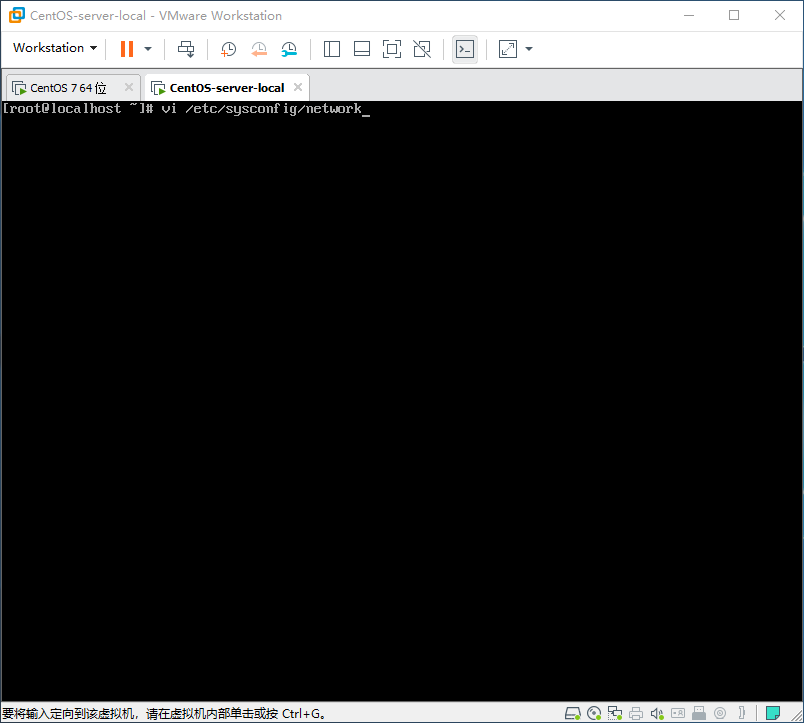 CentOS-server-local - VMware Workstation
Workstation
CentOS 7 64 位
CentOS-server-local
[root@localhost ~]# vi /etc/sysconfig/network_
要将输入定向到该虚拟机，请在虚拟机内部单击或按 Ctrl+G。